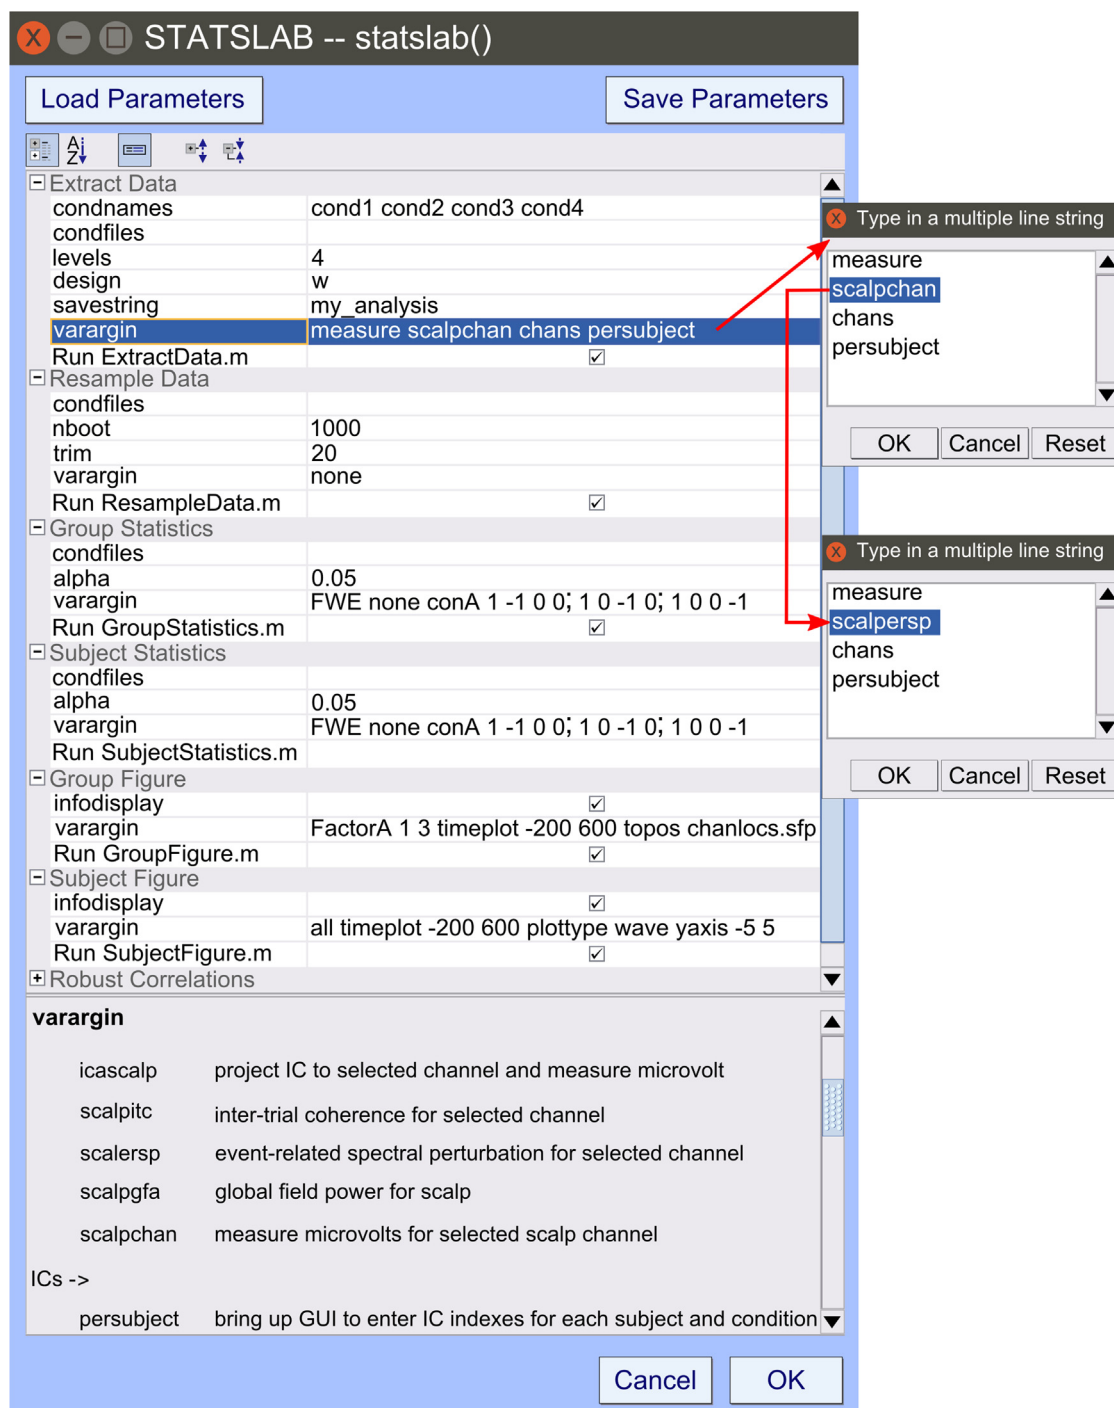 STATSLAB -- statslab()
Load Parameters
Save Parameters
Extract Data
condnames cond1 cond2 cond3 cond4
condfiles
levels 4
design w
savestring my_analysis
varargin measure scalpchan chans persubject
Run ExtractData.m
Resample Data
condfiles
nboot 1000
trim 20
varargin none
Run ResampleData.m
Group Statistics
condfiles
alpha 0.05
varargin FWE none conA 1 -1 0 0; 1 0 -1 0; 1 0 0 -1
Run GroupStatistics.m
Subject Statistics
condfiles
alpha 0.05
varargin FWE none conA 1 -1 0 0; 1 0 -1 0; 1 0 0 -1
Run SubjectStatistics.m
Group Figure
infodisplay
varargin FactorA 1 3 timeplot -200 600 topos chanlocs.sfp
Run GroupFigure.m
Subject Figure
infodisplay
varargin all timeplot -200 600 plottype wave yaxis -5 5
Run SubjectFigure.m
Robust Correlations
varargin
icascalp project IC to selected channel and measure microvolt
scalpitc inter-trial coherence for selected channel
scalersp event-related spectral perturbation for selected channel
scalpgfa global field power for scalp
scalpchan measure microvolts for selected scalp channel
ICs ->
persubject bring up GUI to enter IC indexes for each subject and condition
Cancel OK
Type in a multiple line string
measure
scalpchan
chans
persubject
OK Cancel Reset
Type in a multiple line string
measure
scalpersp
chans
persubject
OK Cancel Reset